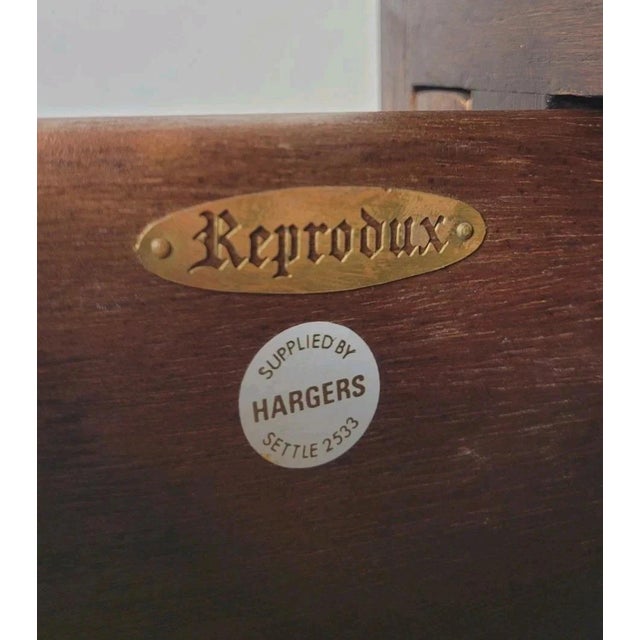 Reprodux
SUPPLIED BY
HARGERS
SETTLE 2533